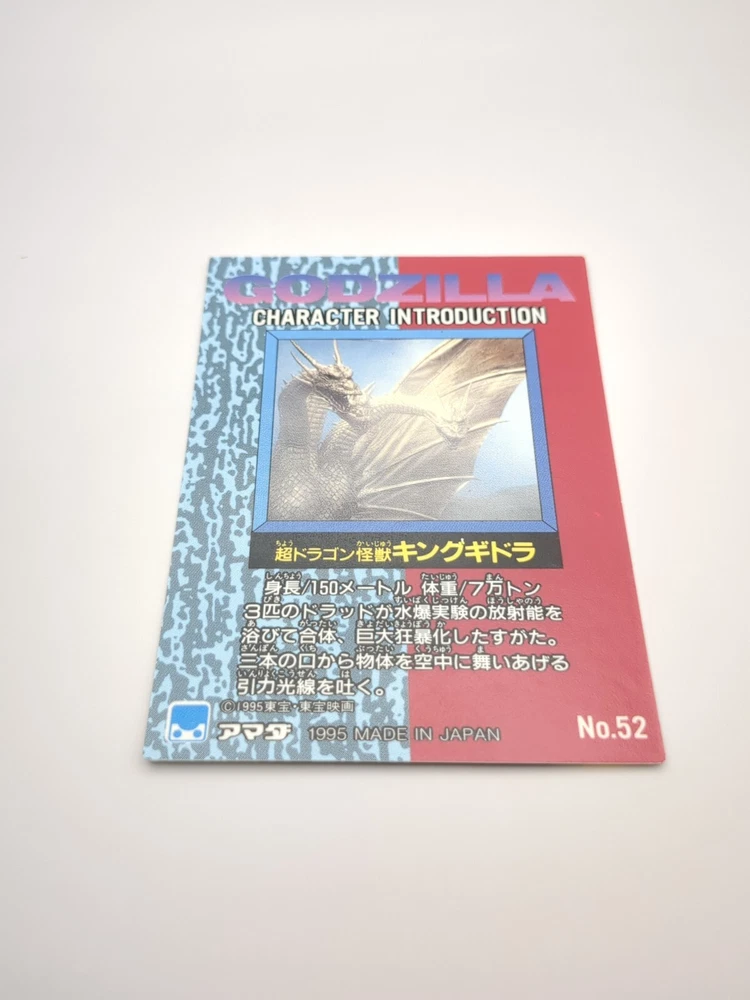 GODZILLA
CHARACTER INTRODUCTION
超ドラゴン怪獣キングギドラ
身長/150メートル 体重/7万トン
3匹のドラッドが水爆実験の放射能を
浴びて合体、巨大狂暴化したすがた。
三本の口から物体を空中に舞いあげる
引力光線を吐く。
©1995東宝・東宝映画
アマダ 1995 MADE IN JAPAN No.52